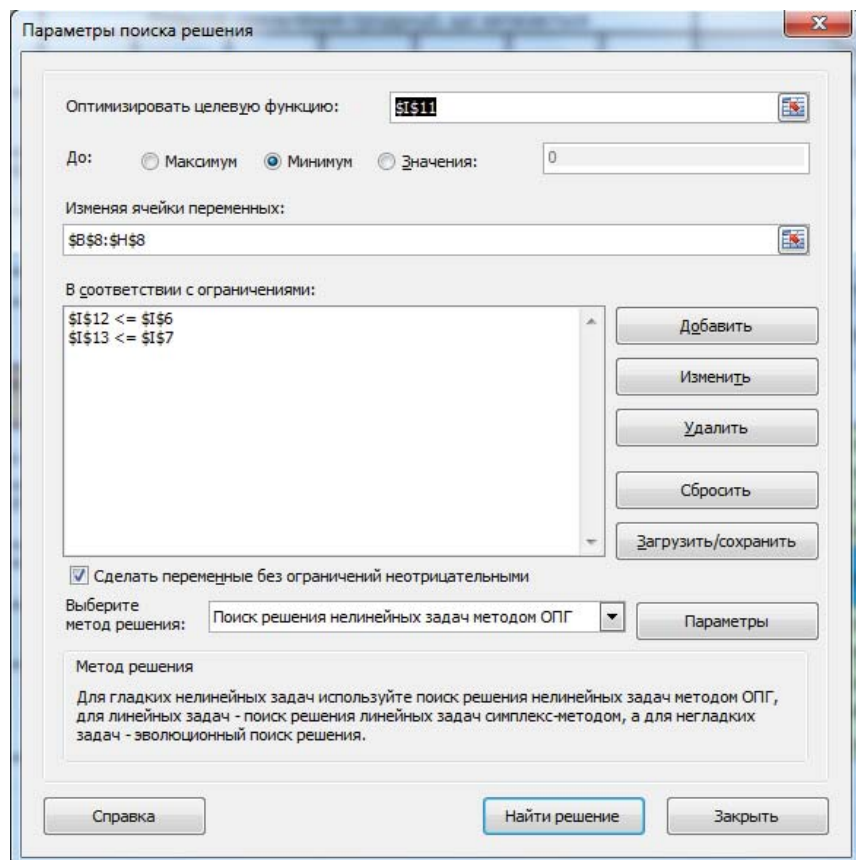 Параметры поиска решения
Оптимизировать целевую функцию:
$I$11
До:
Максимум
Минимум
Значения:
0
Изменяя ячейки переменных:
$B$8:$H$8
В соответствии с ограничениями:
$I$12 <= $I$6
$I$13 <= $I$7
Добавить
Изменить
Удалить
Сбросить
Загрузить/сохранить
Сделать переменные без ограничений неотрицательными
Выберите
метод решения:
Поиск решения нелинейных задач методом ОПГ
Параметры
Метод решения
Для гладких нелинейных задач используйте поиск решения нелинейных задач методом ОПГ,
для линейных задач - поиск решения линейных задач симплекс-методом, а для негладких
задач - эволюционный поиск решения.
Справка
Найти решение
Закрыть